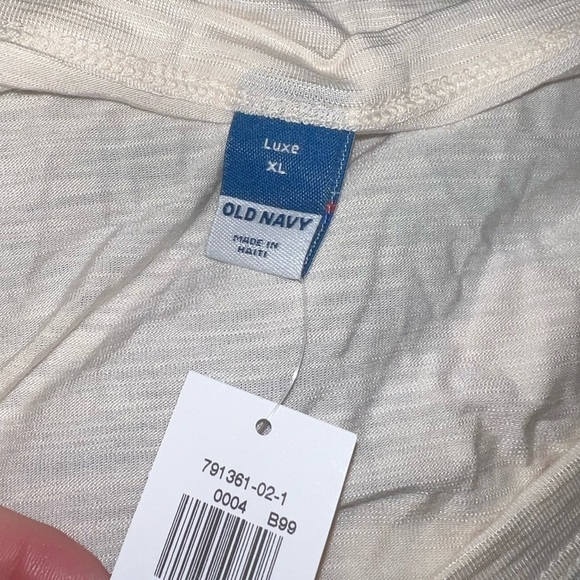 Luxe
XL
OLD NAVY
MADE IN
HAITI
791361-02-1
0004 B99